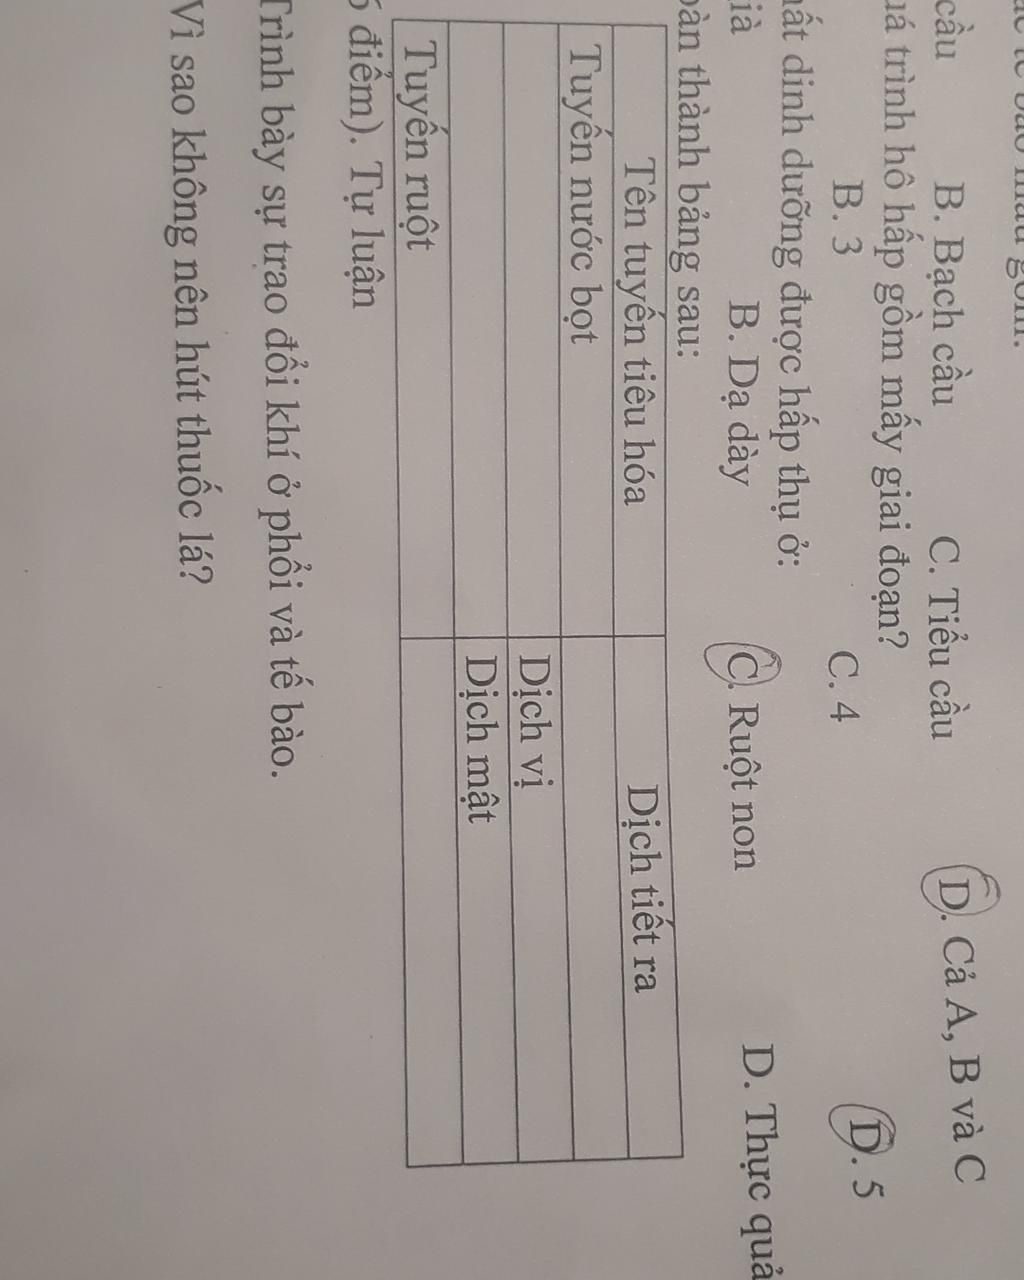 cầu B. Bạch cầu C. Tiểu cầu D. Cả A, B và C
á trình hô hấp gồm mấy giai đoạn?
B. 3 C. 4 D. 5
ất dinh dưỡng được hấp thụ ở:
ià B. Dạ dày C. Ruột non D. Thực quả
àn thành bảng sau:
Tên tuyến tiêu hóa Dịch tiết ra
Tuyến nước bọt
Dịch vị
Dịch mật
Tuyến ruột
điểm). Tự luận
Trình bày sự trao đổi khí ở phổi và tế bào.
Vì sao không nên hút thuốc lá?